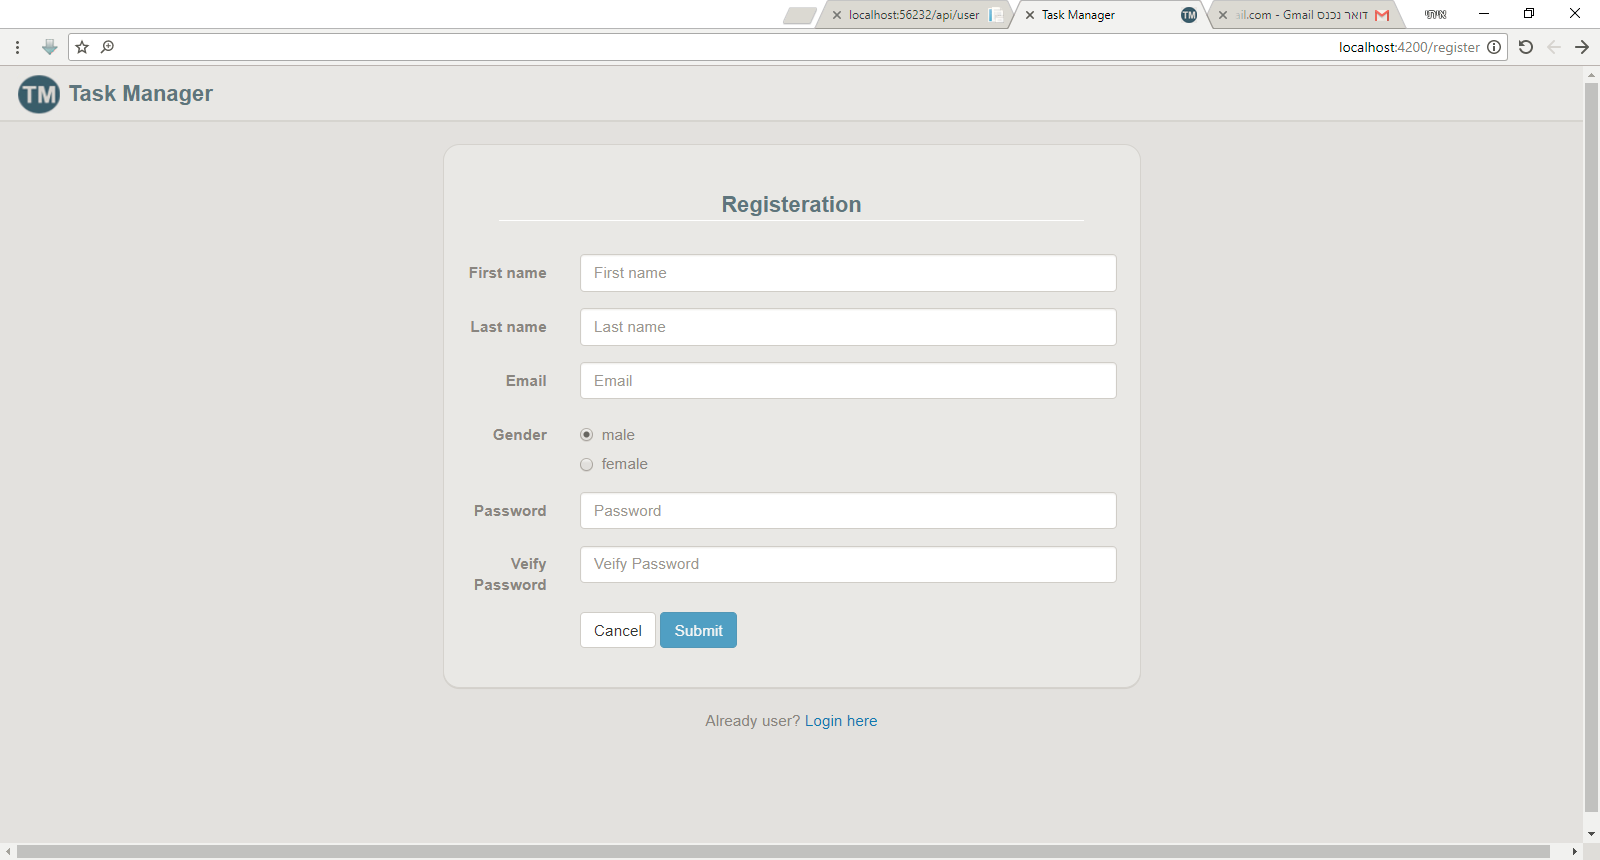 localhost:56232/api/user
Task Manager
TM
ail.com - Gmail דואר נכנס
איתי
localhost:4200/register
TM Task Manager
Registeration
First name
First name
Last name
Last name
Email
Email
Gender
male
female
Password
Password
Veify
Password
Veify Password
Cancel
Submit
Already user? Login here